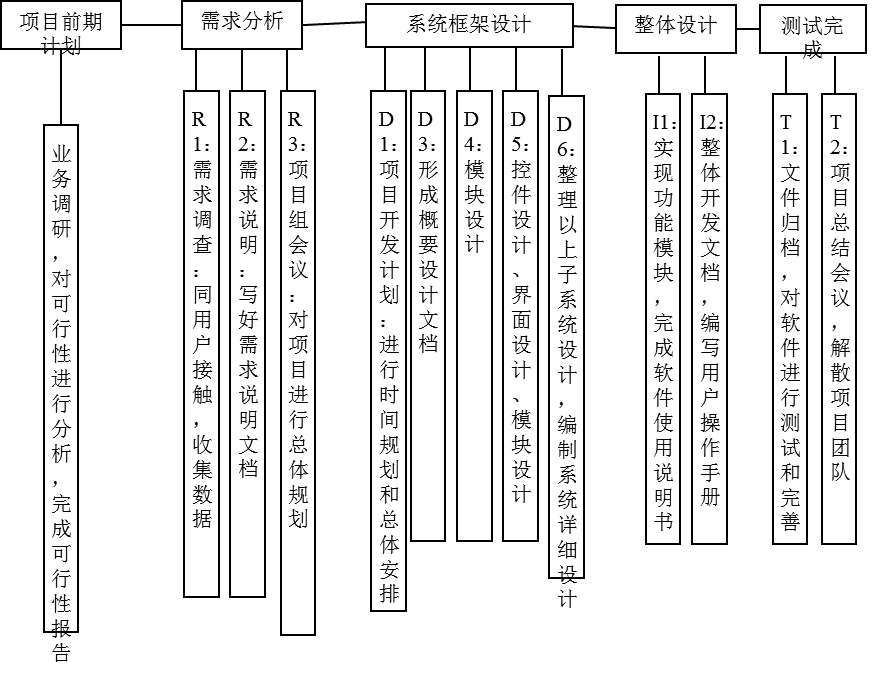 项目前期
计划
需求分析
系统框架设计
整体设计
测试完
成
业务调研，对可行性进行分析，完成可行性报告
R1：需求调查：同用户接触，收集数据
R2：需求说明：写好需求说明文档
R3：项目组会议：对项目进行总体规划
D1：项目开发计划：进行时间规划和总体安排
D3：形成概要设计文档
D4：模块设计
D5：控件设计、界面设计、模块设计
D6：整理以上子系统设计，编制系统详细设计
I1：实现功能模块，完成软件使用说明书
I2：整体开发文档，编写用户操作手册
T1：文件归档，对软件进行测试和完善
T2：项目总结会议，解散项目团队